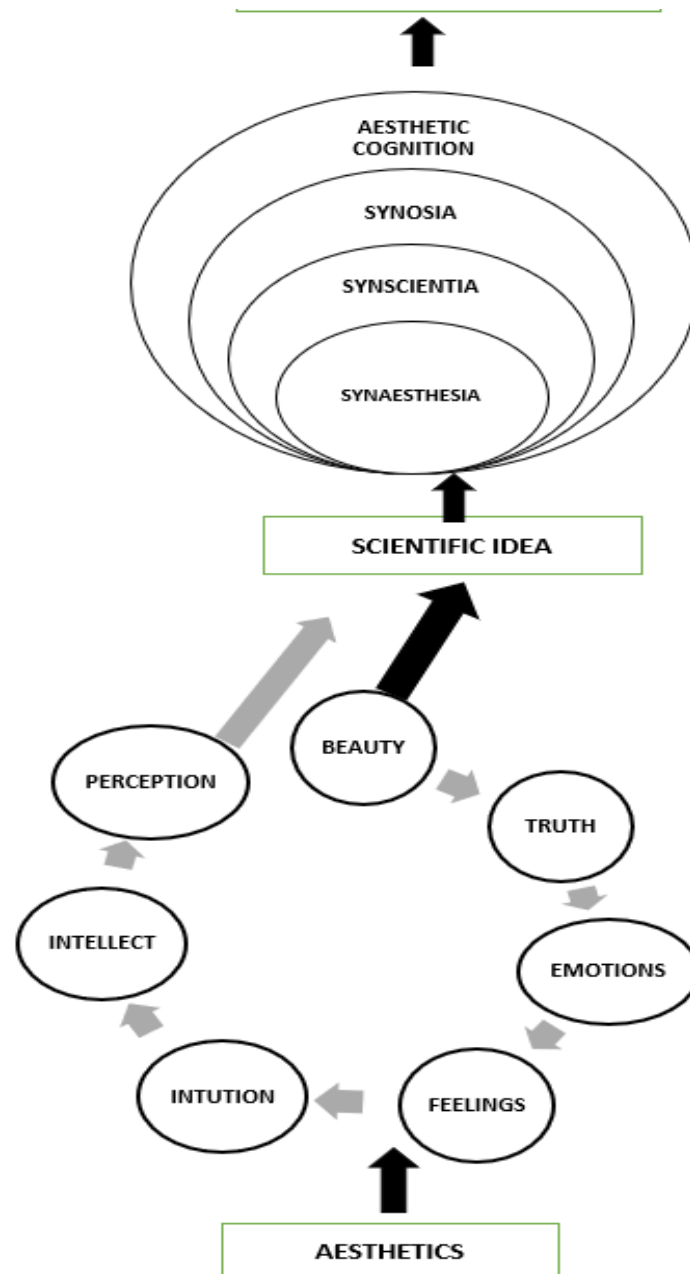 AESTHETIC
COGNITION
SYNOSIA
SYNSCIENTIA
SYNAESTHESIA
SCIENTIFIC IDEA
BEAUTY
PERCEPTION
TRUTH
INTELLECT
EMOTIONS
INTUTION
FEELINGS
AESTHETICS